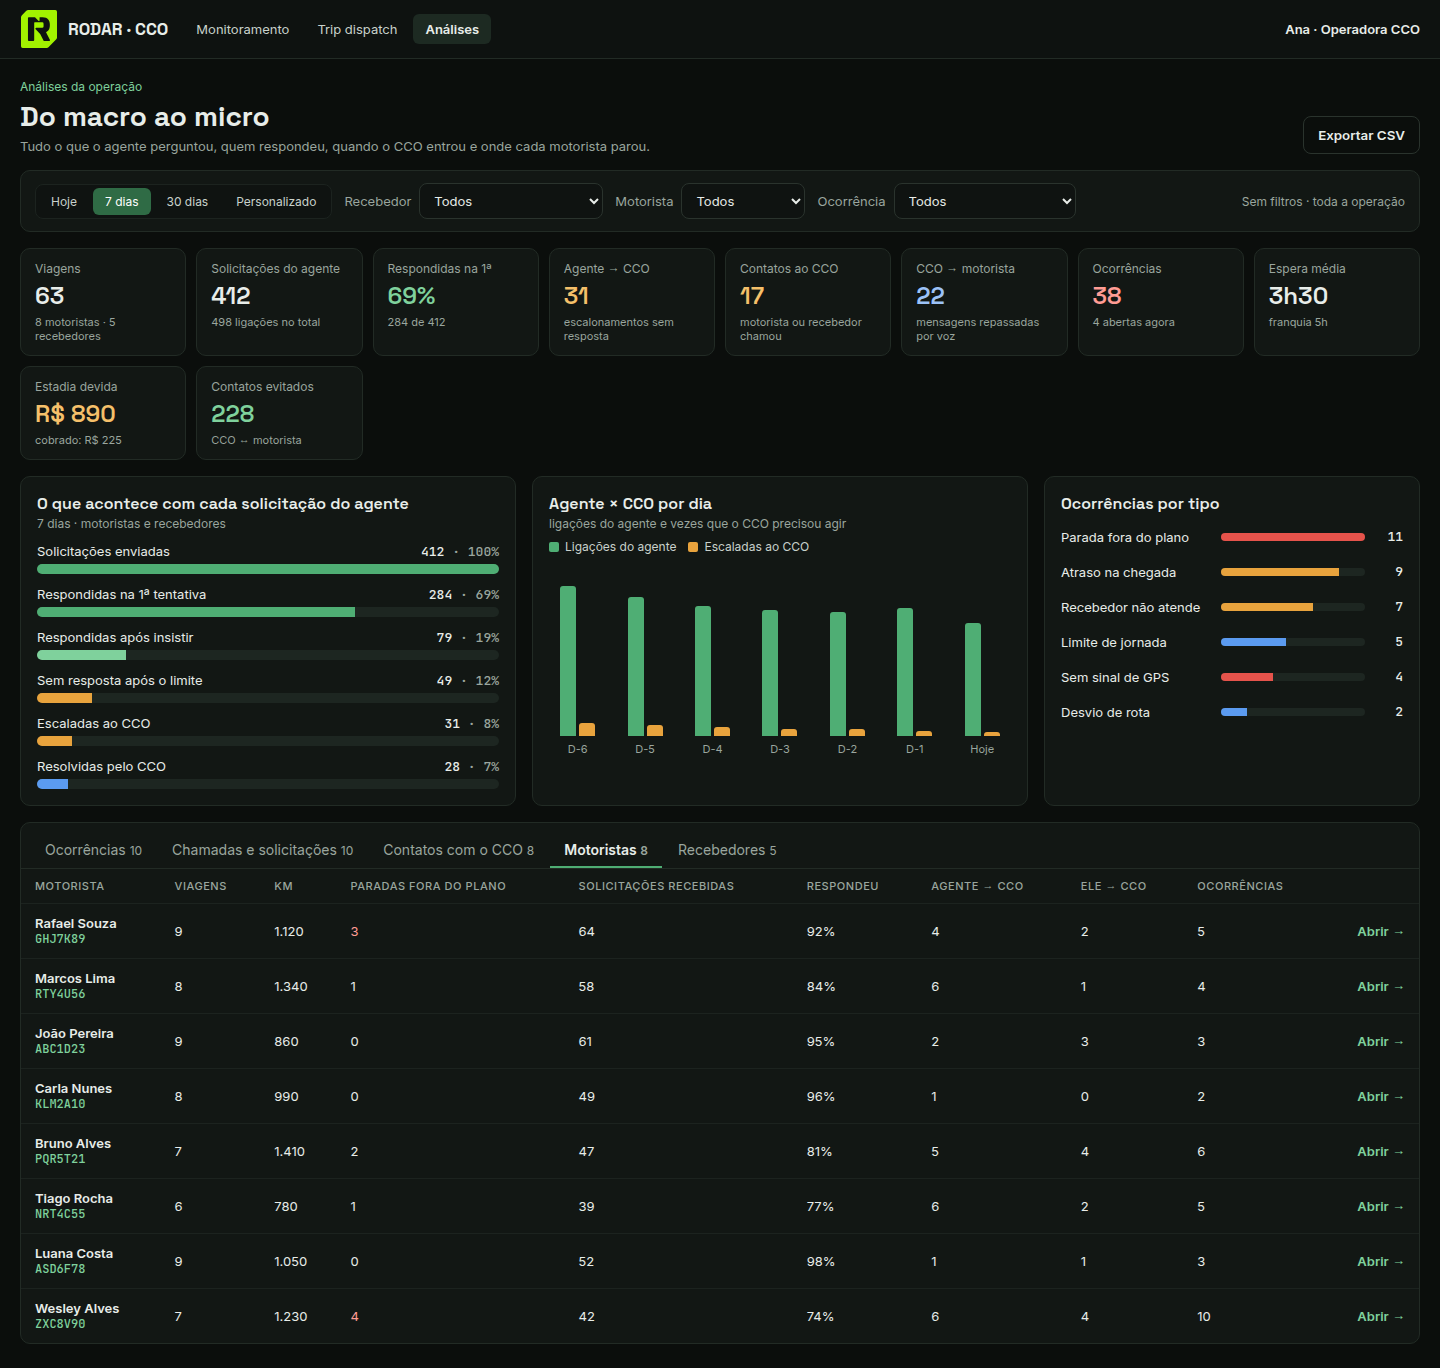 RODAR · CCO
Monitoramento
Trip dispatch
Análises
Ana · Operadora CCO
Análises da operação
Do macro ao micro
Tudo o que o agente perguntou, quem respondeu, quando o CCO entrou e onde cada motorista parou.
Exportar CSV
Hoje
7 dias
30 dias
Personalizado
Recebedor
Todos
Motorista
Todos
Ocorrência
Todos
Sem filtros · toda a operação
Viagens
63
8 motoristas · 5
recebedores
Solicitações do agente
412
498 ligações no total
Respondidas na 1ª
69%
284 de 412
Agente → CCO
31
escalonamentos sem
resposta
Contatos ao CCO
17
motorista ou recebedor
chamou
CCO → motorista
22
mensagens repassadas
por voz
Ocorrências
38
4 abertas agora
Espera média
3h30
franquia 5h
Estadia devida
R$ 890
cobrado: R$ 225
Contatos evitados
228
CCO ↔ motorista
O que acontece com cada solicitação do agente
7 dias · motoristas e recebedores
Solicitações enviadas 412 · 100%
Respondidas na 1ª tentativa 284 · 69%
Respondidas após insistir 79 · 19%
Sem resposta após o limite 49 · 12%
Escaladas ao CCO 31 · 8%
Resolvidas pelo CCO 28 · 7%
Agente × CCO por dia
ligações do agente e vezes que o CCO precisou agir
Ligações do agente Escaladas ao CCO
D-6 D-5 D-4 D-3 D-2 D-1 Hoje
Ocorrências por tipo
Parada fora do plano 11
Atraso na chegada 9
Recebedor não atende 7
Limite de jornada 5
Sem sinal de GPS 4
Desvio de rota 2
Ocorrências 10 Chamadas e solicitações 10 Contatos com o CCO 8 Motoristas 8 Recebedores 5
MOTORISTA VIAGENS KM PARADAS FORA DO PLANO SOLICITAÇÕES RECEBIDAS RESPONDEU AGENTE → CCO ELE → CCO OCORRÊNCIAS
Rafael Souza
GHJ7K89
9 1.120 3 64 92% 4 2 5 Abrir →
Marcos Lima
RTY4U56
8 1.340 1 58 84% 6 1 4 Abrir →
João Pereira
ABC1D23
9 860 0 61 95% 2 3 3 Abrir →
Carla Nunes
KLM2A10
8 990 0 49 96% 1 0 2 Abrir →
Bruno Alves
PQR5T21
7 1.410 2 47 81% 5 4 6 Abrir →
Tiago Rocha
NRT4C55
6 780 1 39 77% 6 2 5 Abrir →
Luana Costa
ASD6F78
9 1.050 0 52 98% 1 1 3 Abrir →
Wesley Alves
ZXC8V90
7 1.230 4 42 74% 6 4 10 Abrir →